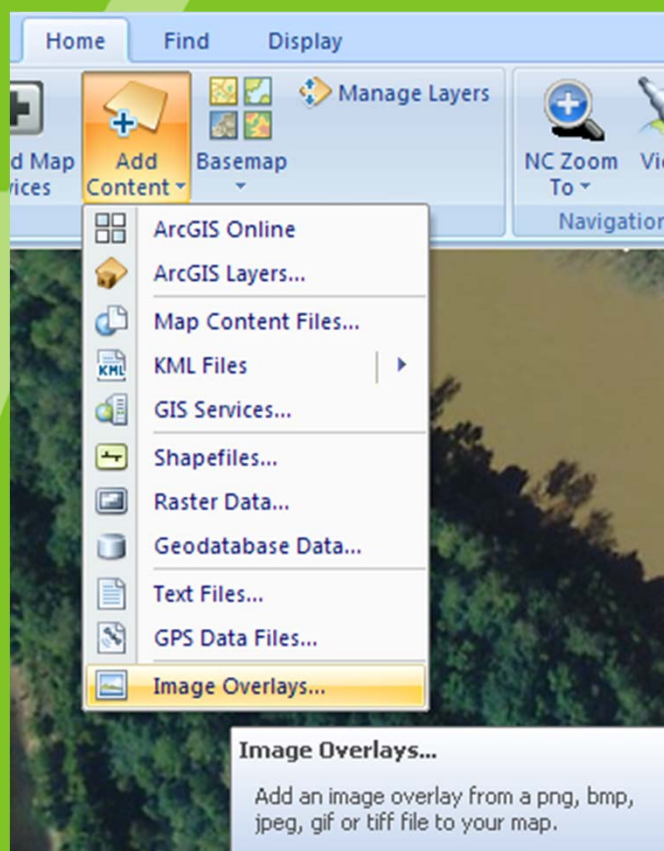 Home Find Display
Manage Layers
Add Basemap NC Zoom
Content To
Map
Navigation
ArcGIS Online
ArcGIS Layers...
Map Content Files...
KML Files
KML
GIS Services...
Shapefiles...
Raster Data...
Geodatabase Data...
Text Files...
GPS Data Files...
Image Overlays...
Image Overlays...
Add an image overlay from a png, bmp,
jpeg, gif or tiff file to your map.